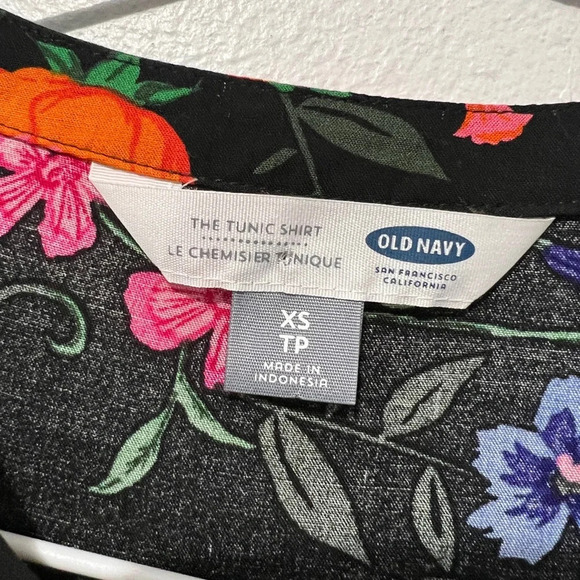 THE TUNIC SHIRT
LE CHEMISIER TUNIQUE
OLD NAVY
SAN FRANCISCO
CALIFORNIA
XS
TP
MADE IN
INDONESIA